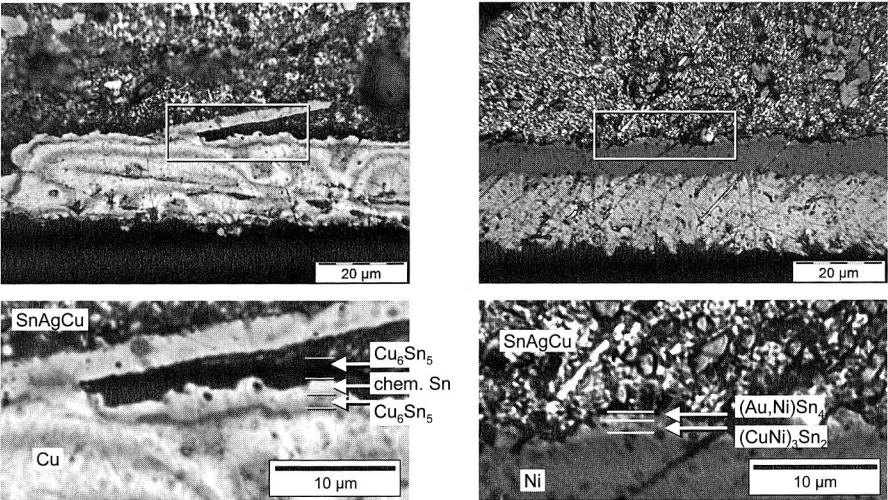 20 µm
20 µm
SnAgCu
Cu₆Sn₅
chem. Sn
Cu₆Sn₅
Cu
10 µm
SnAgCu
(Au,Ni)Sn₄
(CuNi)₃Sn₂
Ni
10 µm